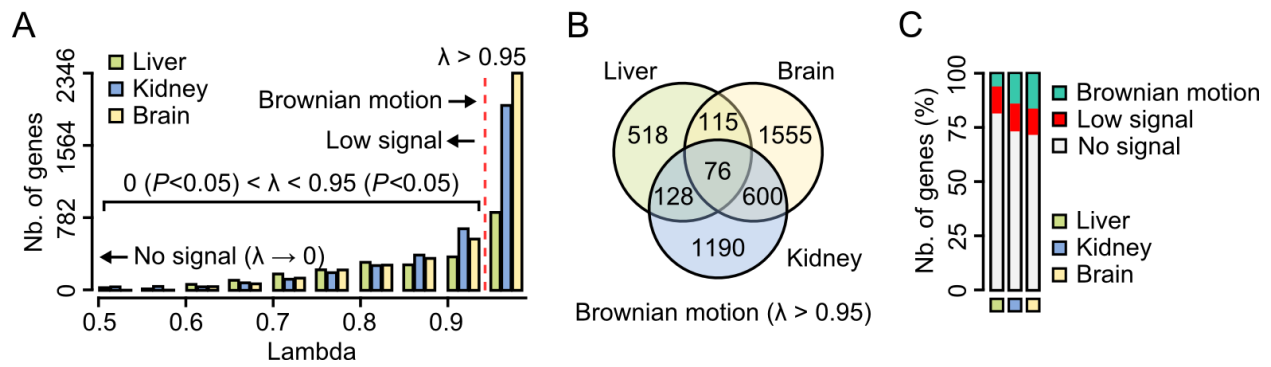 A
Liver
Kidney
Brain
λ > 0.95
Brownian motion
Low signal
0 (P<0.05) < λ < 0.95 (P<0.05)
No signal (λ → 0)
Nb. of genes
2346
1564
782
0
0.5
0.6
0.7
0.8
0.9
Lambda
B
Liver
Brain
518
115
1555
76
128
600
1190
Kidney
Brownian motion (λ > 0.95)
C
Nb. of genes (%)
100
75
50
25
0
Brownian motion
Low signal
No signal
Liver
Kidney
Brain